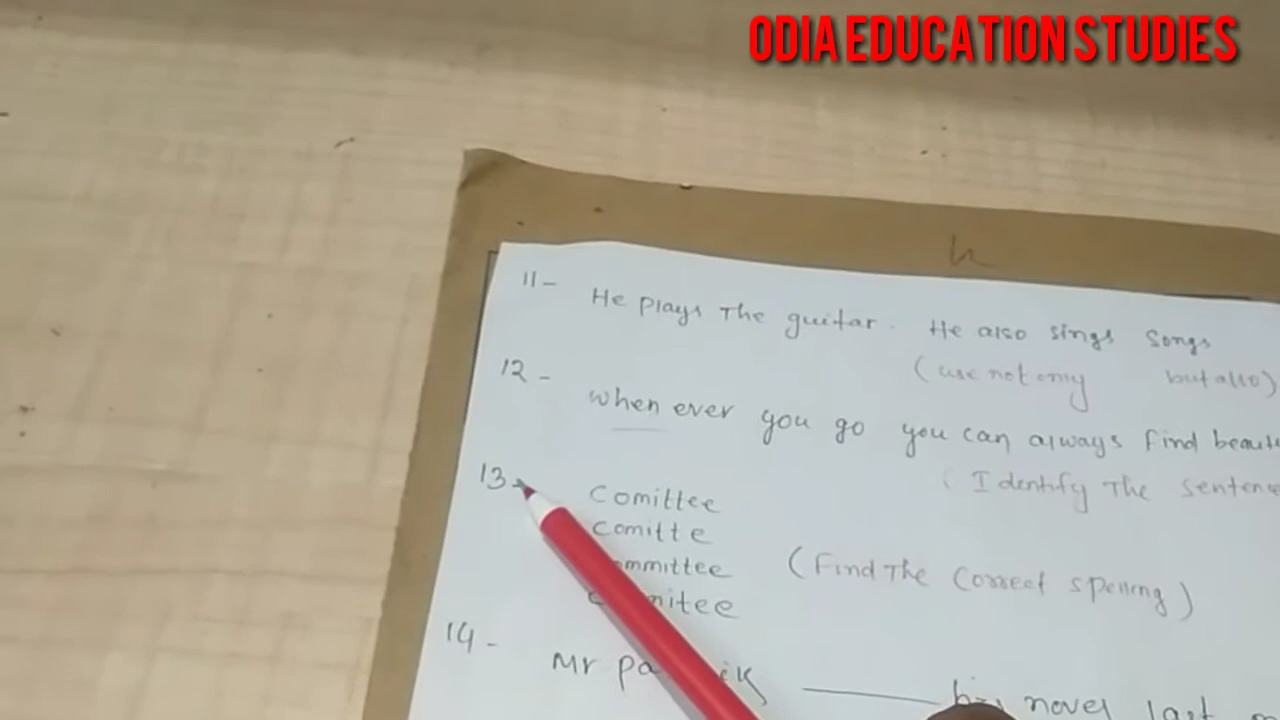 ODIA EDUCATION STUDIES
11- He plays The guitar. He also sings songs
(use not only but also)
12- when ever you go you can always find
(Identify The sentence
13- Comittee
comitte
mmittee
(Find The Correct spelling)
14- Mr his novel last